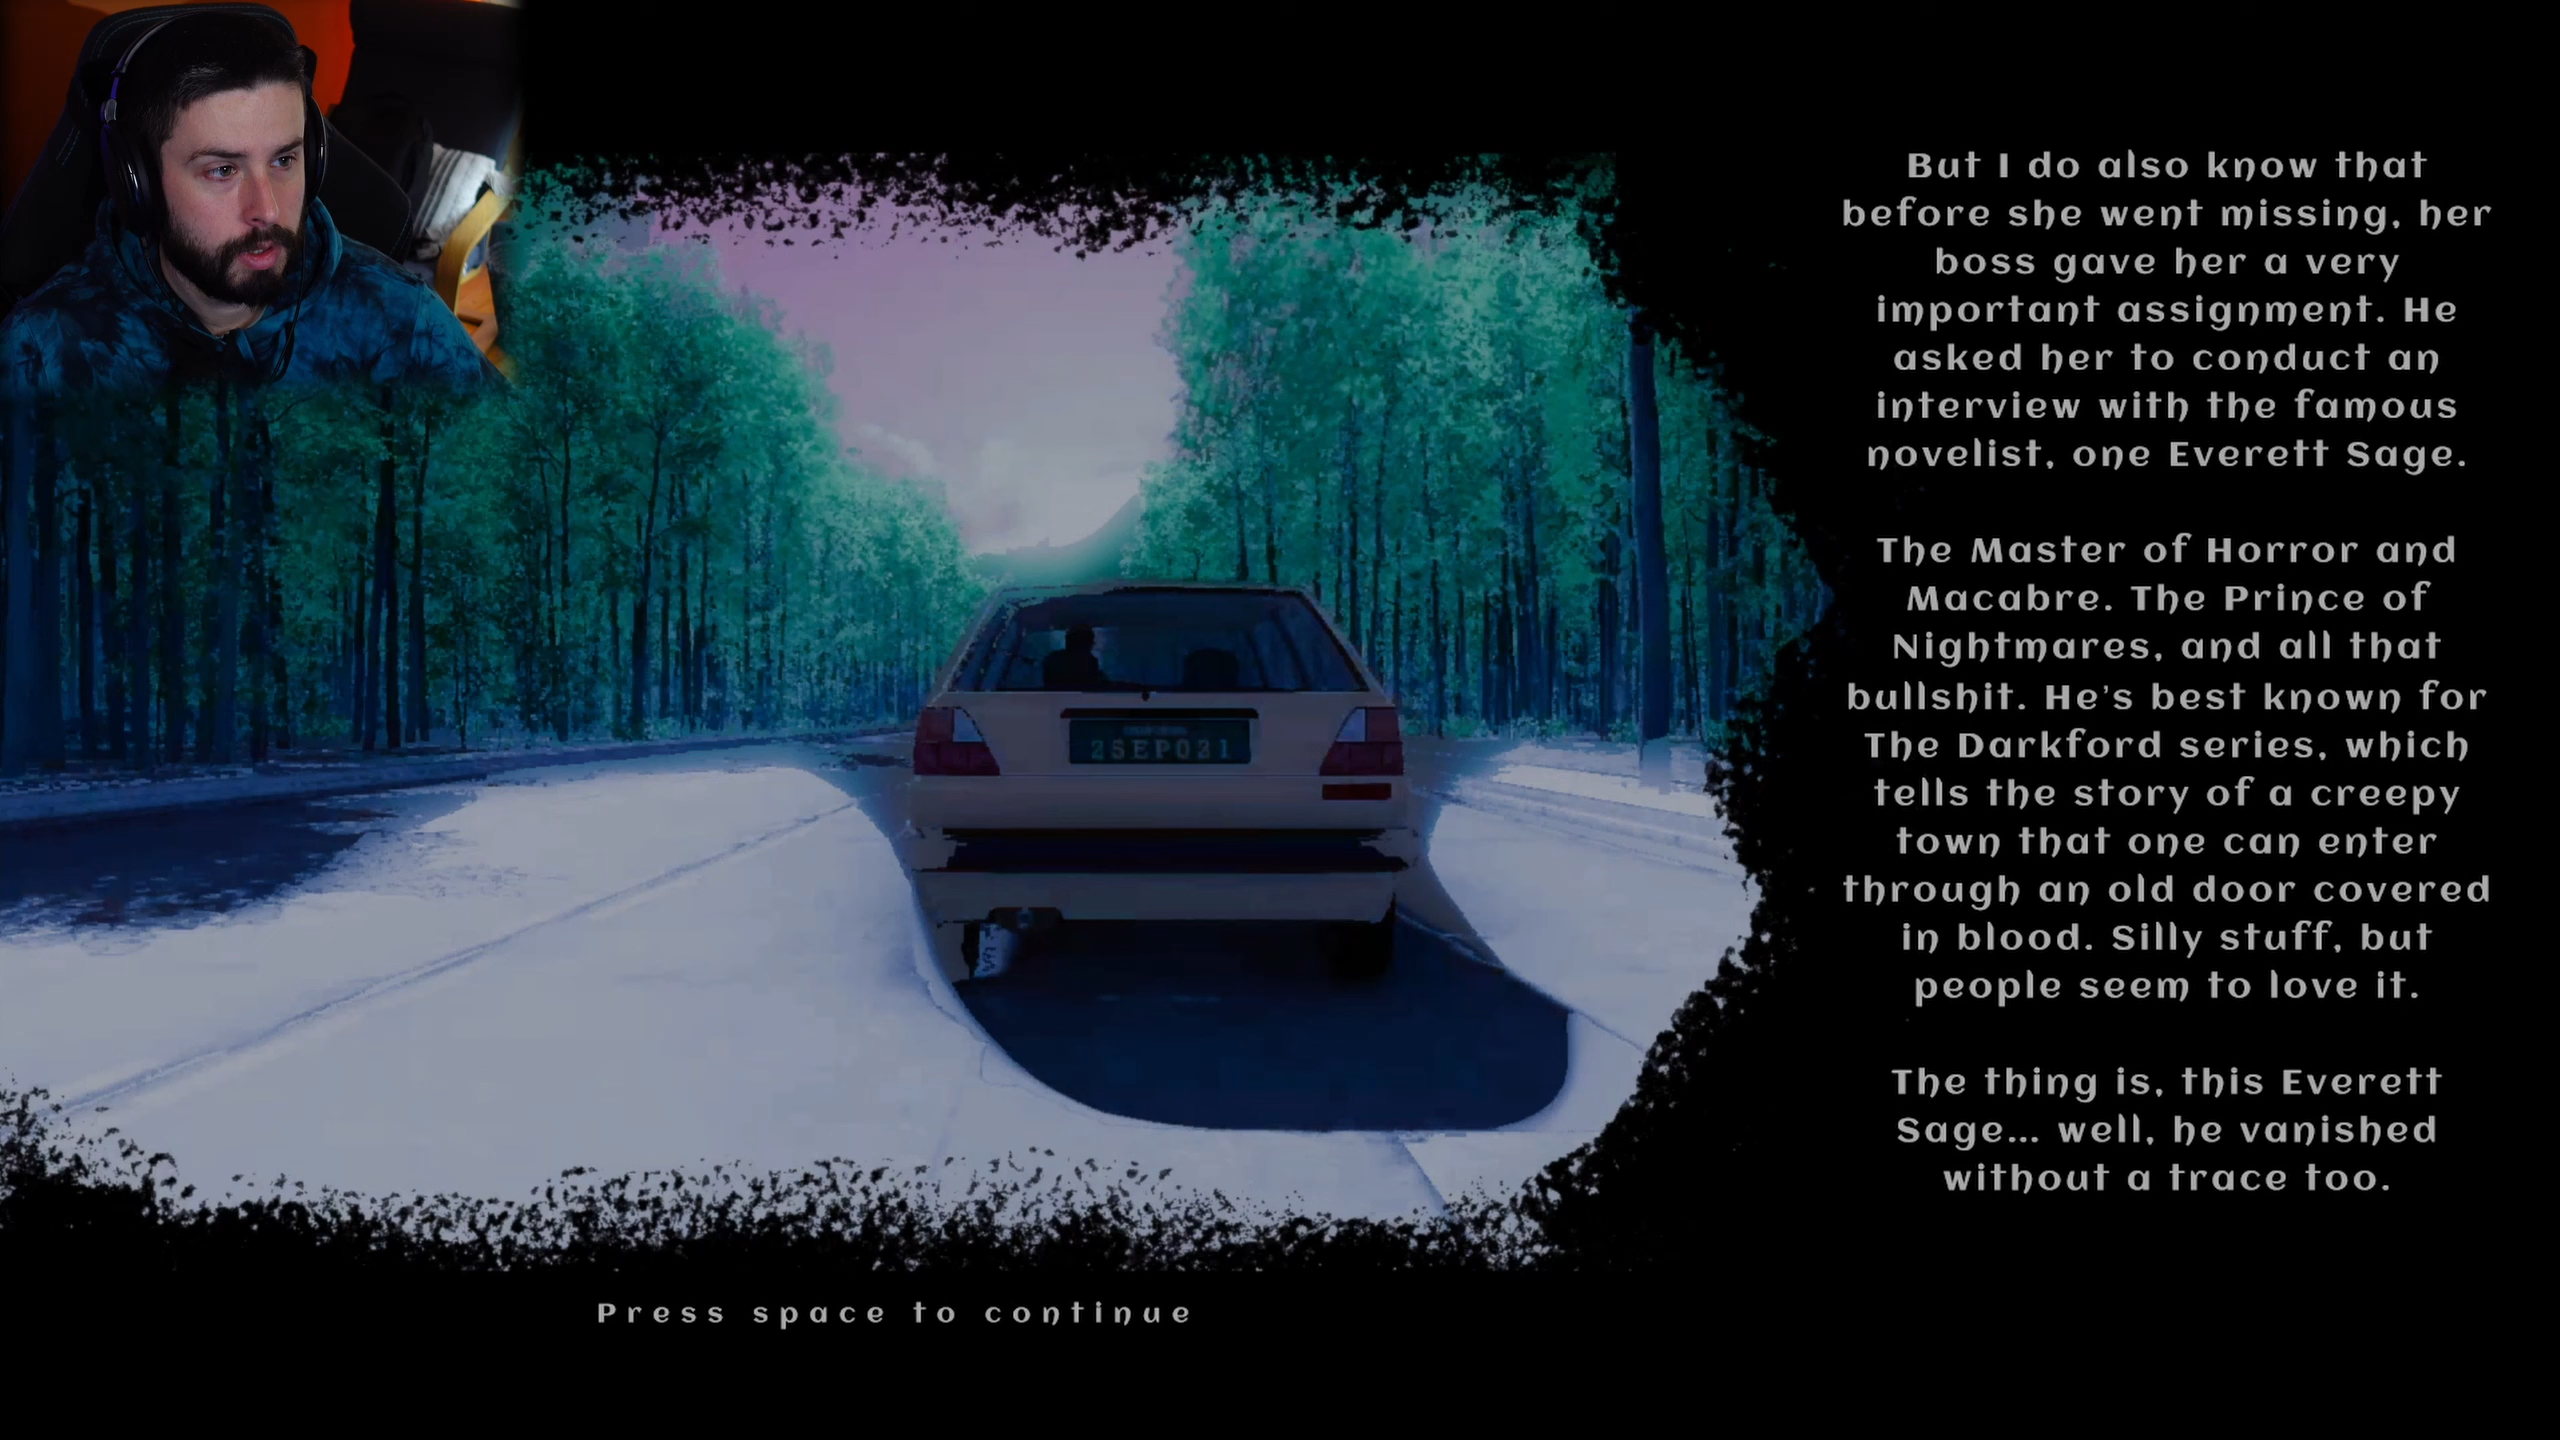 But I do also know that
before she went missing, her
boss gave her a very
important assignment. He
asked her to conduct an
interview with the famous
novelist, one Everett Sage.
The Master of Horror and
Macabre. The Prince of
Nightmares, and all that
bullshit. He's best known for
The Darkford series, which
tells the story of a creepy
town that one can enter
through an old door covered
in blood. Silly stuff, but
people seem to love it.
The thing is, this Everett
Sage... well, he vanished
without a trace too.
2SEP021
Press space to continue